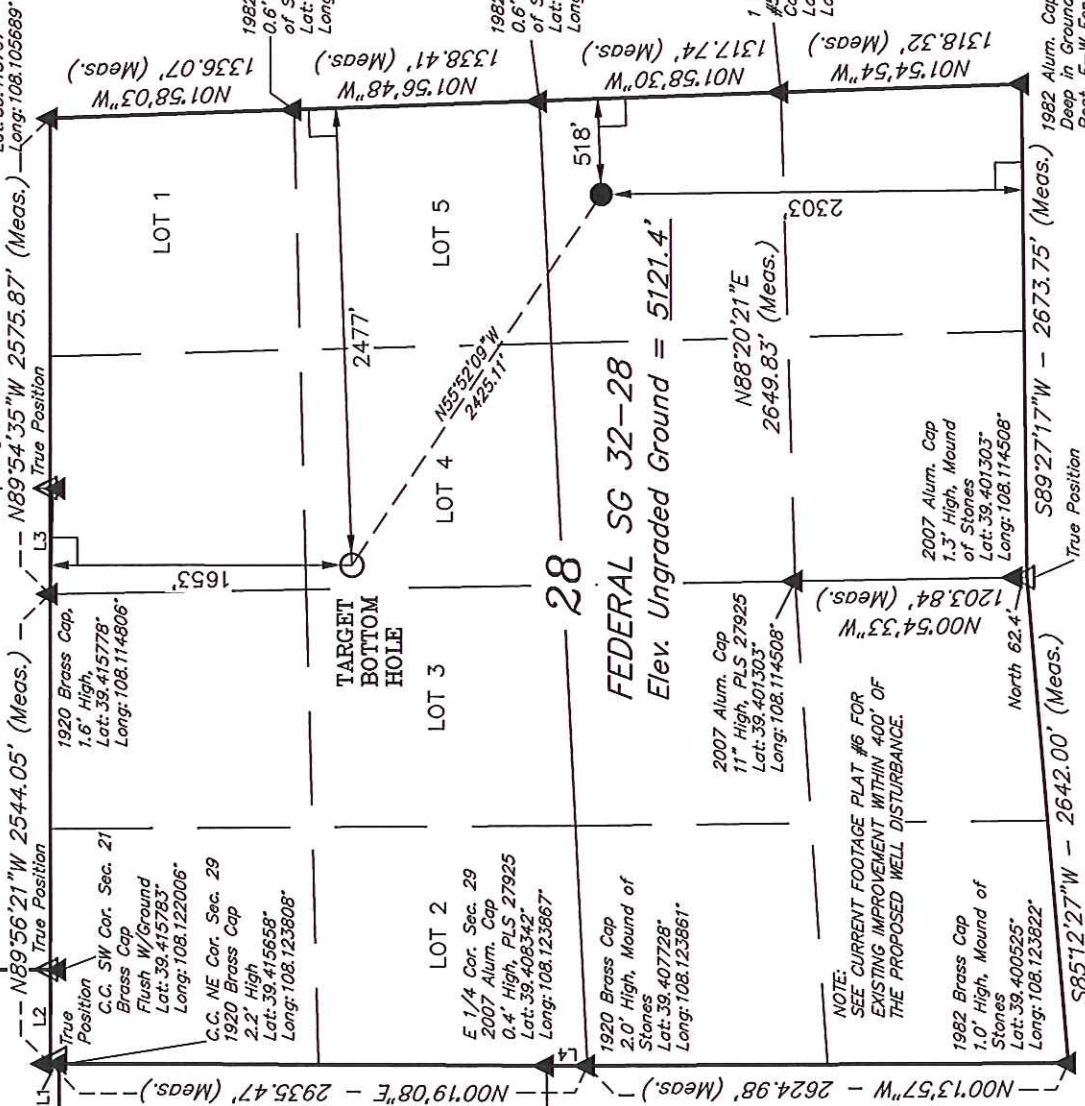 N89°56'21"W 2544.05' (Meas.)
N89°54'35"W 2575.87' (Meas.)
Long: 108.105689°
L1
L2
True Position
L3
True Position
True
Position
C.C. SW Cor. Sec. 21
Brass Cap
Flush W/Ground
Lat: 39.415783°
Long: 108.122006°
C.C. NE Cor. Sec. 29
1920 Brass Cap
2.2' High
Lat: 39.415658°
Long: 108.123808°
1920 Brass Cap,
1.6' High,
Lat: 39.415778°
Long: 108.114806°
1653'
TARGET
BOTTOM
HOLE
LOT 1
N01°58'03"W
1336.07' (Meas.)
1982
0.6'
of S
Lat:
Long
2477'
N01°56'48"W
1338.41' (Meas.)
LOT 5
LOT 4
LOT 3
LOT 2
N55°52'09"W
2425.11'
1982
0.6'
of S
Lat:
Long
E 1/4 Cor. Sec. 29
2007 Alum. Cap
0.4' High, PLS 27925
Lat: 39.408342°
Long: 108.123867°
N00°19'08"E - 2935.47' (Meas.)
L4
28
518'
N01°58'30"W
1317.74' (Meas.)
FEDERAL SG 32-28
Elev. Ungraded Ground = 5121.4'
2303'
1920 Brass Cap
2.0' High, Mound of
Stones
Lat: 39.407728°
Long: 108.123861°
2007 Alum. Cap
11" High, PLS 27925
Lat: 39.401303°
Long: 108.114508°
N88°20'21"E
2649.83' (Meas.)
N01°54'54"W
1318.32' (Meas.)
NOTE:
SEE CURRENT FOOTAGE PLAT #6 FOR
EXISTING IMPROVEMENT WITHIN 400' OF
THE PROPOSED WELL DISTURBANCE.
N00°54'33"W
1203.84' (Meas.)
2007 Alum. Cap
1.3' High, Mound
of Stones
Lat: 39.401303°
Long: 108.114508°
N00°13'57"W - 2624.98' (Meas.)
1982 Brass Cap
1.0' High, Mound of
Stones
Lat: 39.400525°
Long: 108.123822°
North 62.4'
True Position
S85°12'27"W - 2642.00' (Meas.)
S89°27'17"W - 2673.75' (Meas.)
1982 Alum. Cap
Deep in Ground